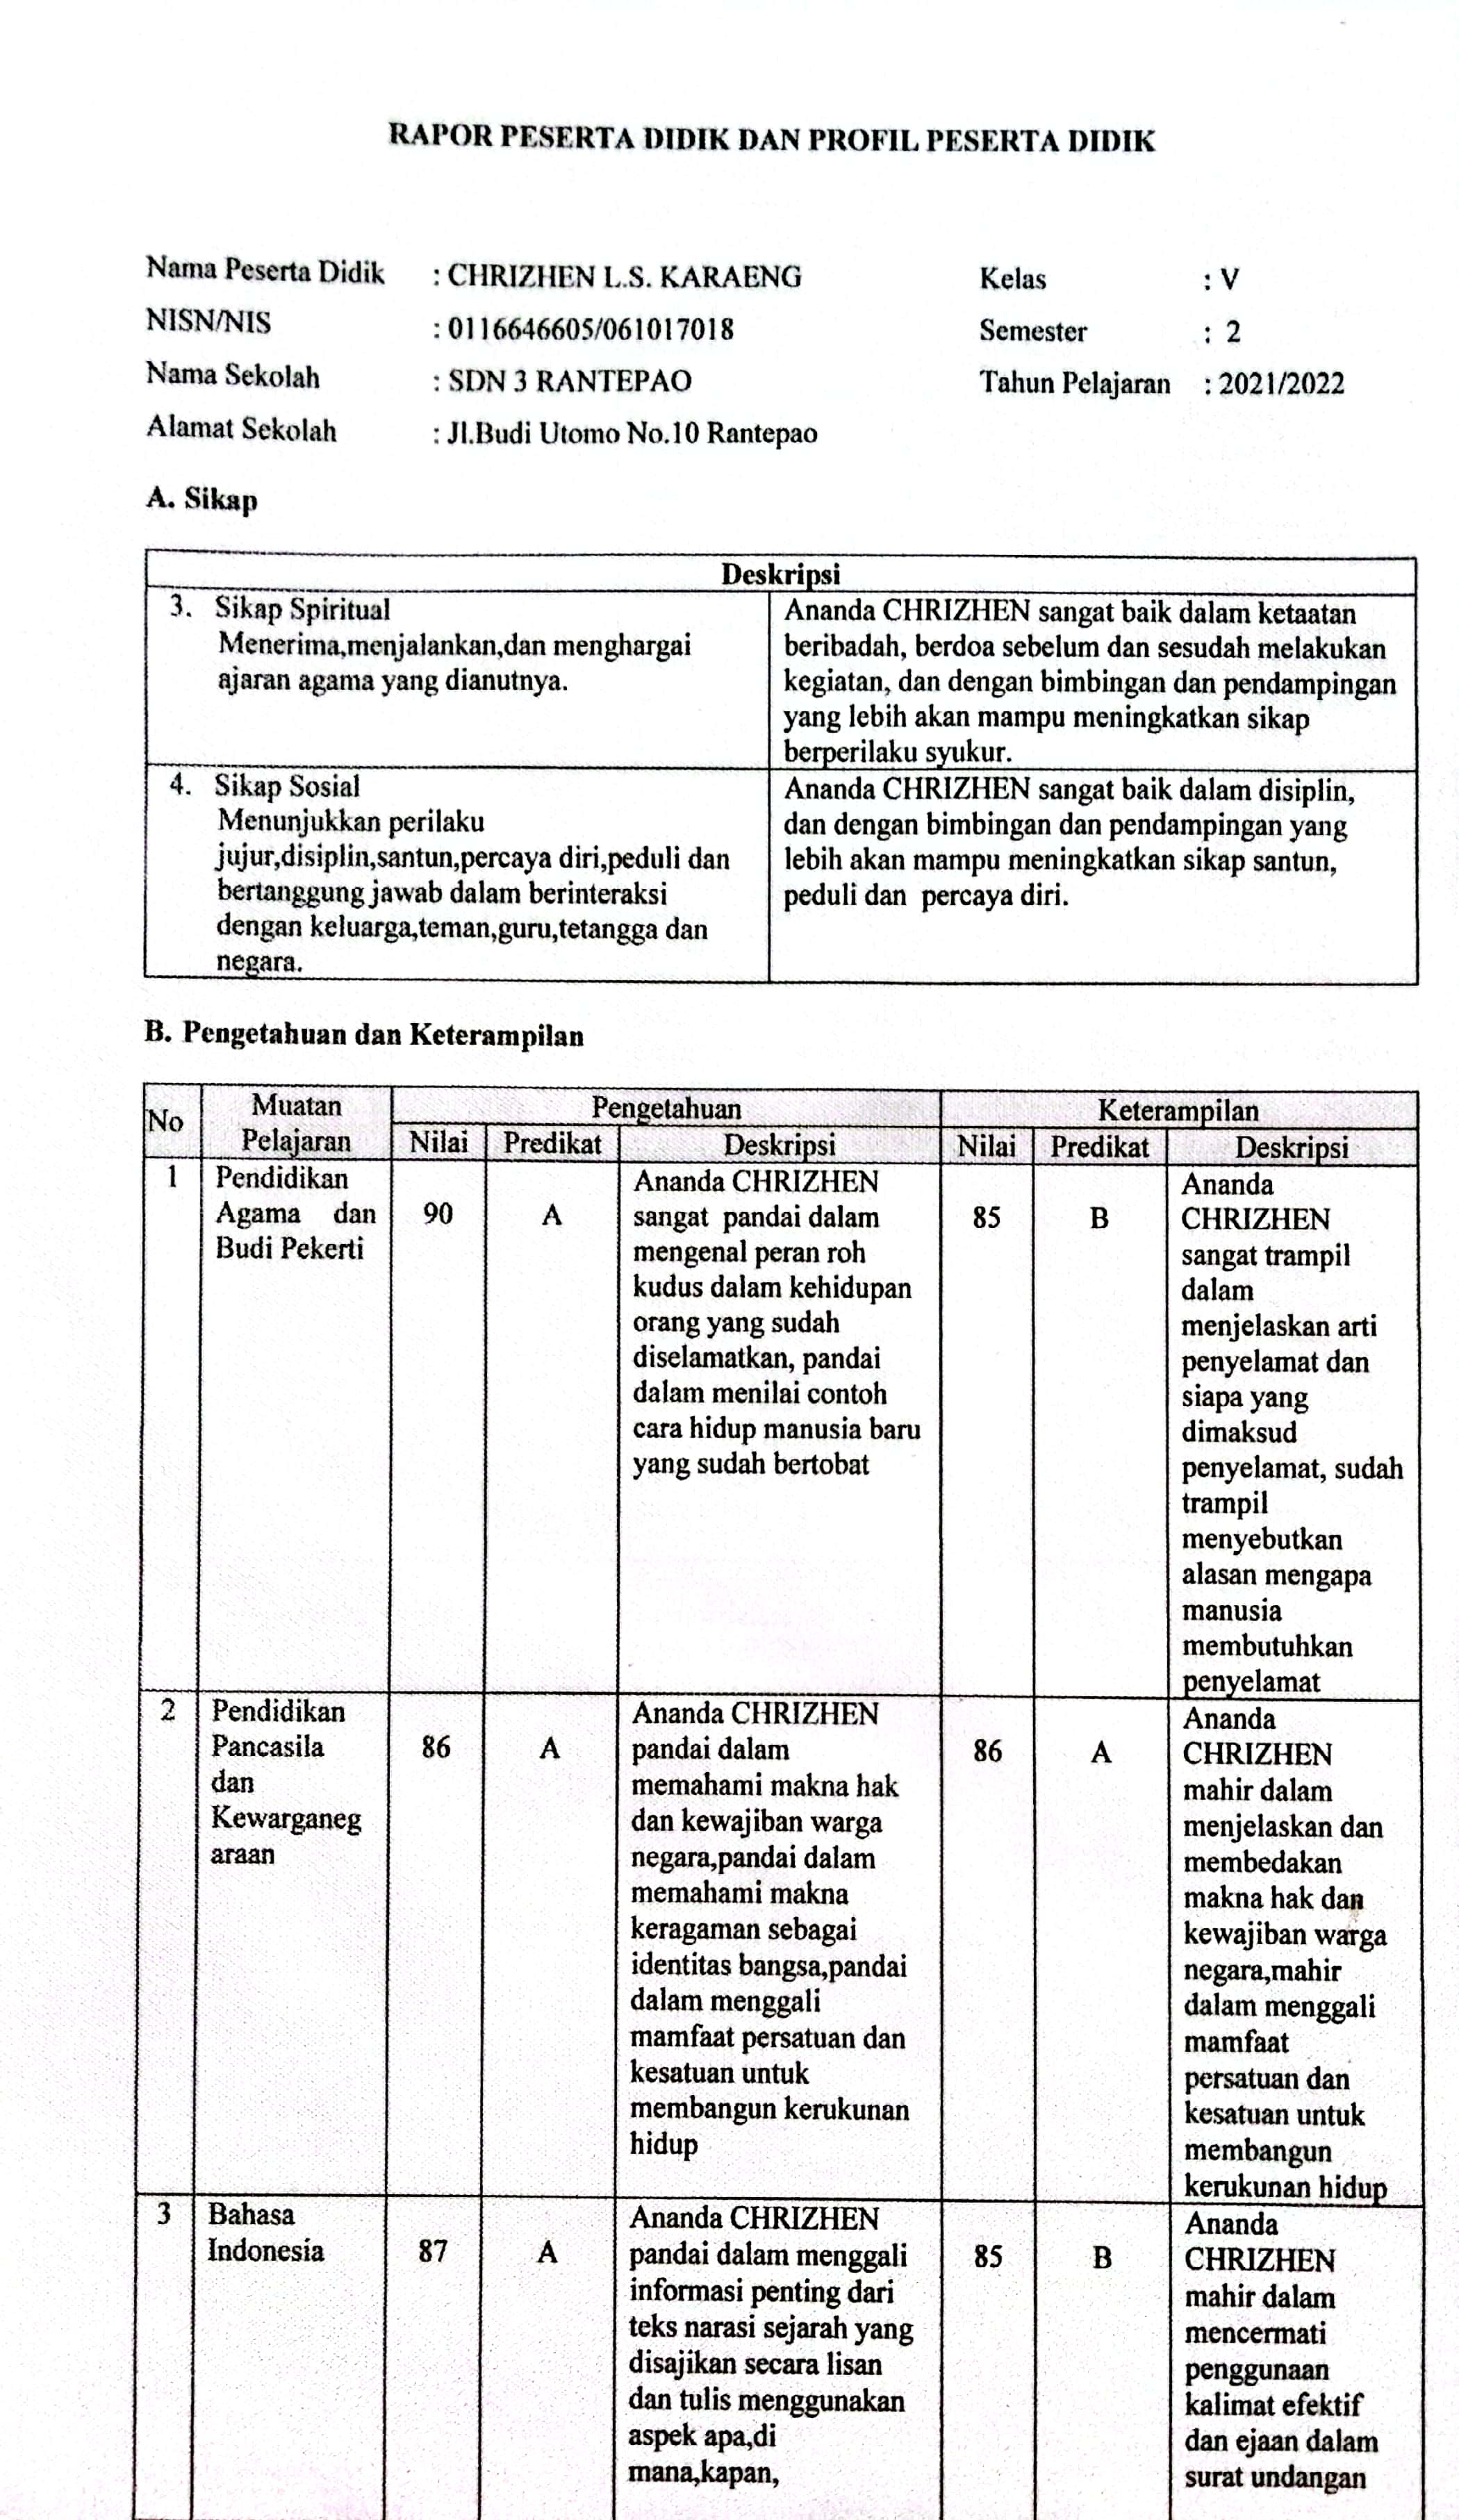 RAPOR PESERTA DIDIK DAN PROFIL PESERTA DIDIK
Nama Peserta Didik : CHRIZHEN L.S. KARAENG Kelas : V
NISN/NIS : 0116646605/061017018 Semester : 2
Nama Sekolah : SDN 3 RANTEPAO Tahun Pelajaran : 2021/2022
Alamat Sekolah : Jl.Budi Utomo No.10 Rantepao
A. Sikap
Deskripsi
3. Sikap Spiritual
Menerima,menjalankan,dan menghargai
ajaran agama yang dianutnya.
Ananda CHRIZHEN sangat baik dalam ketaatan
beribadah, berdoa sebelum dan sesudah melakukan
kegiatan, dan dengan bimbingan dan pendampingan
yang lebih akan mampu meningkatkan sikap
berperilaku syukur.
4. Sikap Sosial
Menunjukkan perilaku
jujur,disiplin,santun,percaya diri,peduli dan
bertanggung jawab dalam berinteraksi
dengan keluarga,teman,guru,tetangga dan
negara.
Ananda CHRIZHEN sangat baik dalam disiplin,
dan dengan bimbingan dan pendampingan yang
lebih akan mampu meningkatkan sikap santun,
peduli dan percaya diri.
B. Pengetahuan dan Keterampilan
No
Muatan
Pelajaran
Pengetahuan
Keterampilan
Nilai Predikat Deskripsi Nilai Predikat Deskripsi
1
Pendidikan
Agama dan
Budi Pekerti
90
A
Ananda CHRIZHEN
sangat pandai dalam
mengenal peran roh
kudus dalam kehidupan
orang yang sudah
diselamatkan, pandai
dalam menilai contoh
cara hidup manusia baru
yang sudah bertobat
85
B
Ananda
CHRIZHEN
sangat trampil
dalam
menjelaskan arti
penyelamat dan
siapa yang
dimaksud
penyelamat, sudah
trampil
menyebutkan
alasan mengapa
manusia
membutuhkan
penyelamat
2
Pendidikan
Pancasila
dan
Kewarganeg
araan
86
A
Ananda CHRIZHEN
pandai dalam
memahami makna hak
dan kewajiban warga
negara,pandai dalam
memahami makna
keragaman sebagai
identitas bangsa,pandai
dalam menggali
mamfaat persatuan dan
kesatuan untuk
membangun kerukunan
hidup
86
A
Ananda
CHRIZHEN
mahir dalam
menjelaskan dan
membedakan
makna hak dan
kewajiban warga
negara,mahir
dalam menggali
mamfaat
persatuan dan
kesatuan untuk
membangun
kerukunan hidup
3
Bahasa
Indonesia
87
A
Ananda CHRIZHEN
pandai dalam menggali
informasi penting dari
teks narasi sejarah yang
disajikan secara lisan
dan tulis menggunakan
aspek apa,di
mana,kapan,
85
B
Ananda
CHRIZHEN
mahir dalam
mencermati
penggunaan
kalimat efektif
dan ejaan dalam
surat undangan